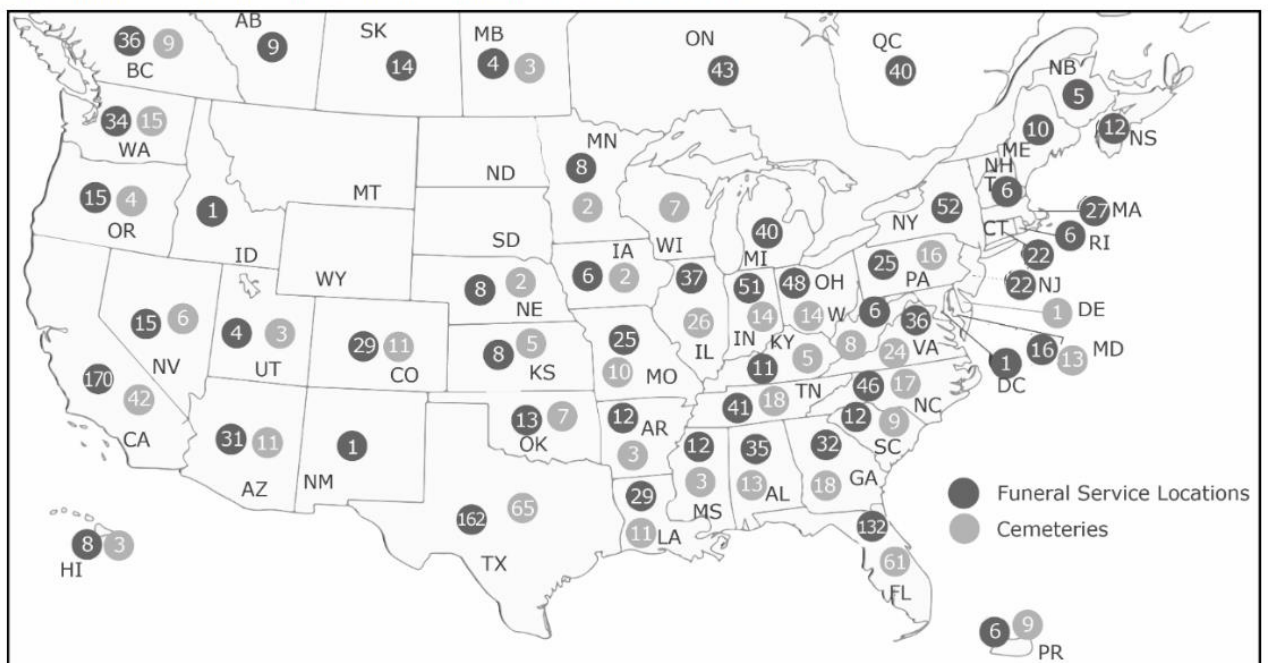 AB
SK
MB
ON
QC
36 9
BC
9
14
4 3
43
40
NB
5
34 15
WA
MN
8
ND
10
ME
12 NS
NH
T
6
MT
15 4
OR
1
ID
2
7
WI
SD
40
MI
52
NY
27 MA
CT
6 RI
22
WY
IA
6 2
8 2
NE
37
51
48 OH
25 16
PA
22 NJ
15 6
NV
4 3
UT
29 11
CO
8 5
KS
26
IL
14
IN
14
W
6
36
VA
1 DE
16 13 MD
1
DC
KY
11
5
8
24
25
10 MO
170
42
CA
31 11
AZ
1
NM
13 7
OK
12 AR
3
41 18 TN
46 17
NC
12 9
SC
12
3
MS
35
13 AL
32
18 GA
162 65
TX
29
11 LA
132
61
FL
Funeral Service Locations
Cemeteries
8 3
HI
6 9
PR